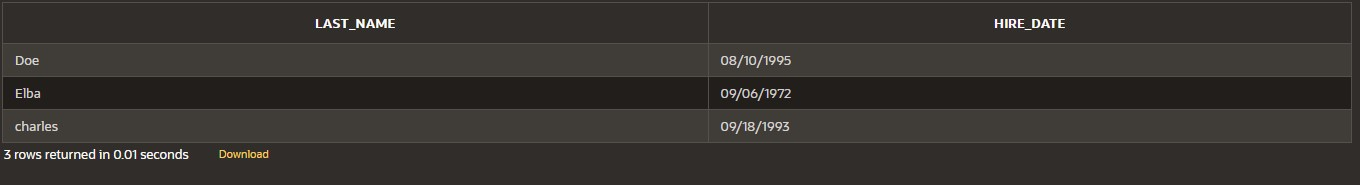 LAST_NAME HIRE_DATE
Doe 08/10/1995
Elba 09/06/1972
charles 09/18/1993
3 rows returned in 0.01 seconds Download